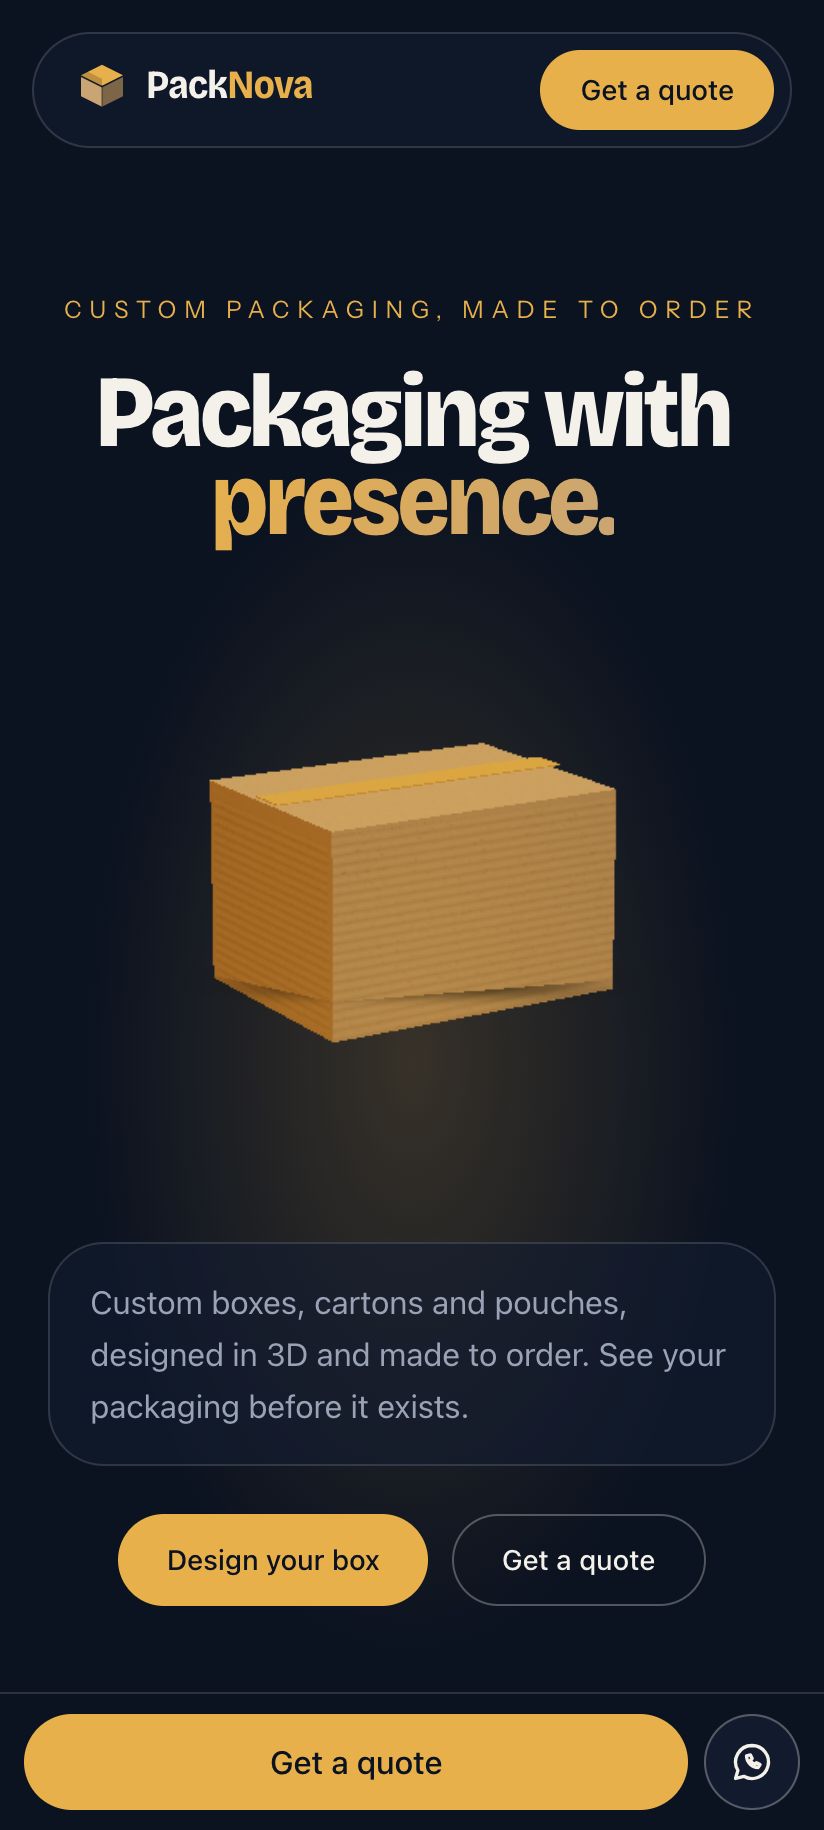 PackNova
Get a quote
CUSTOM PACKAGING, MADE TO ORDER
Packaging with
presence.
Custom boxes, cartons and pouches,
designed in 3D and made to order. See your
packaging before it exists.
Design your box
Get a quote
Get a quote